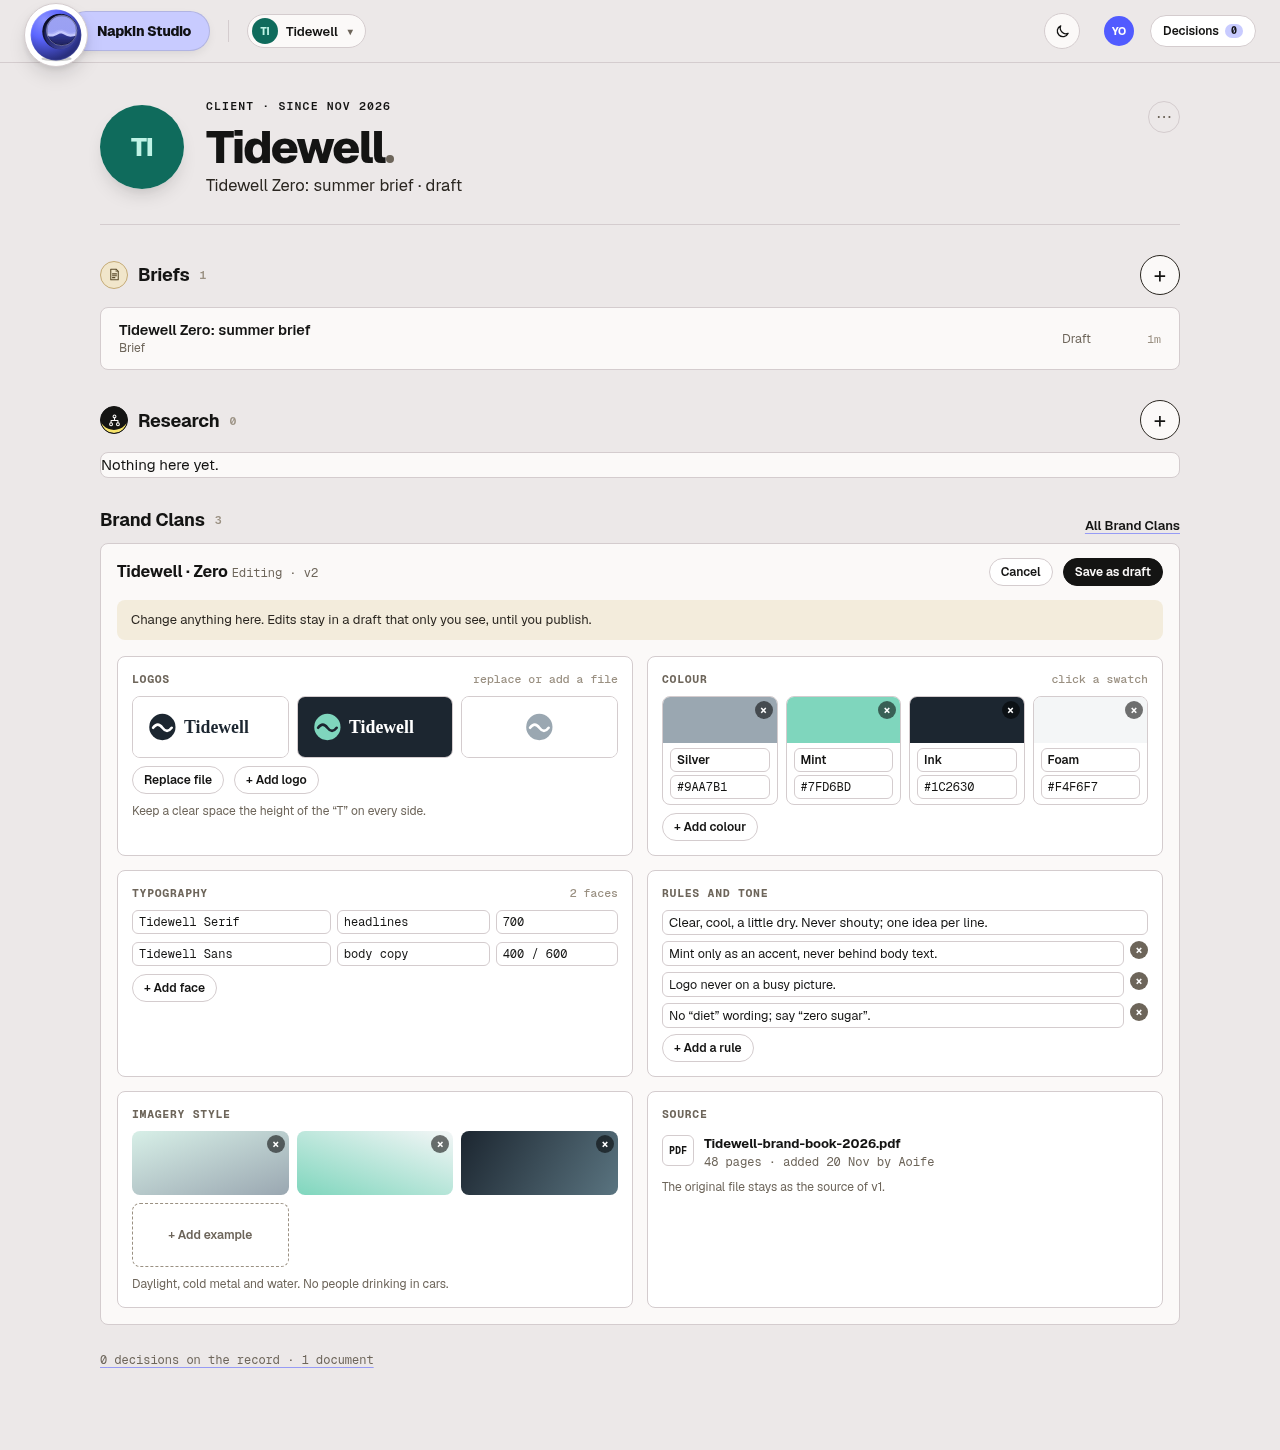 Napkin Studio
TI
Tidewell ▾
YO
Decisions 0
TI
CLIENT · SINCE NOV 2026
Tidewell.
Tidewell Zero: summer brief · draft
···
Briefs 1
+
Tidewell Zero: summer brief
Brief
Draft
1m
Research 0
+
Nothing here yet.
Brand Clans 3
All Brand Clans
Tidewell · Zero Editing · v2
Cancel
Save as draft
Change anything here. Edits stay in a draft that only you see, until you publish.
LOGOS
replace or add a file
Tidewell
Tidewell
Replace file
+ Add logo
Keep a clear space the height of the “T” on every side.
COLOUR
click a swatch
×
×
×
×
Silver
Mint
Ink
Foam
#9AA7B1
#7FD6BD
#1C2630
#F4F6F7
+ Add colour
TYPOGRAPHY
2 faces
Tidewell Serif
headlines
700
Tidewell Sans
body copy
400 / 600
+ Add face
RULES AND TONE
Clear, cool, a little dry. Never shouty; one idea per line.
Mint only as an accent, never behind body text. ×
Logo never on a busy picture. ×
No “diet” wording; say “zero sugar”. ×
+ Add a rule
IMAGERY STYLE
×
×
×
+ Add example
Daylight, cold metal and water. No people drinking in cars.
SOURCE
PDF
Tidewell-brand-book-2026.pdf
48 pages · added 20 Nov by Aoife
The original file stays as the source of v1.
0 decisions on the record · 1 document